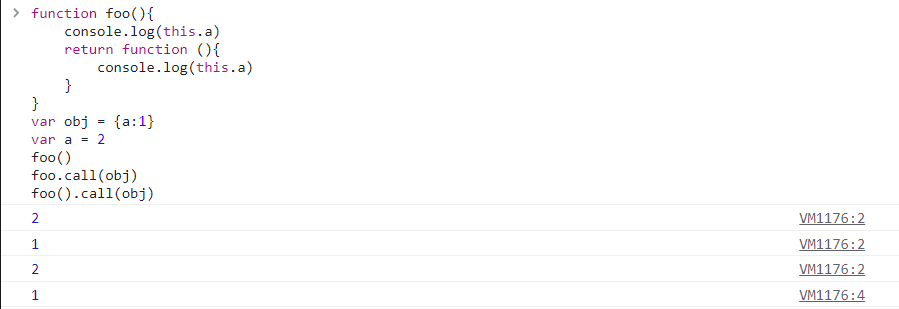 > function foo(){
    console.log(this.a)
    return function (){
        console.log(this.a)
    }
}
var obj = {a:1}
var a = 2
foo()
foo.call(obj)
foo().call(obj)
2 VM1176:2
1 VM1176:2
2 VM1176:2
1 VM1176:4